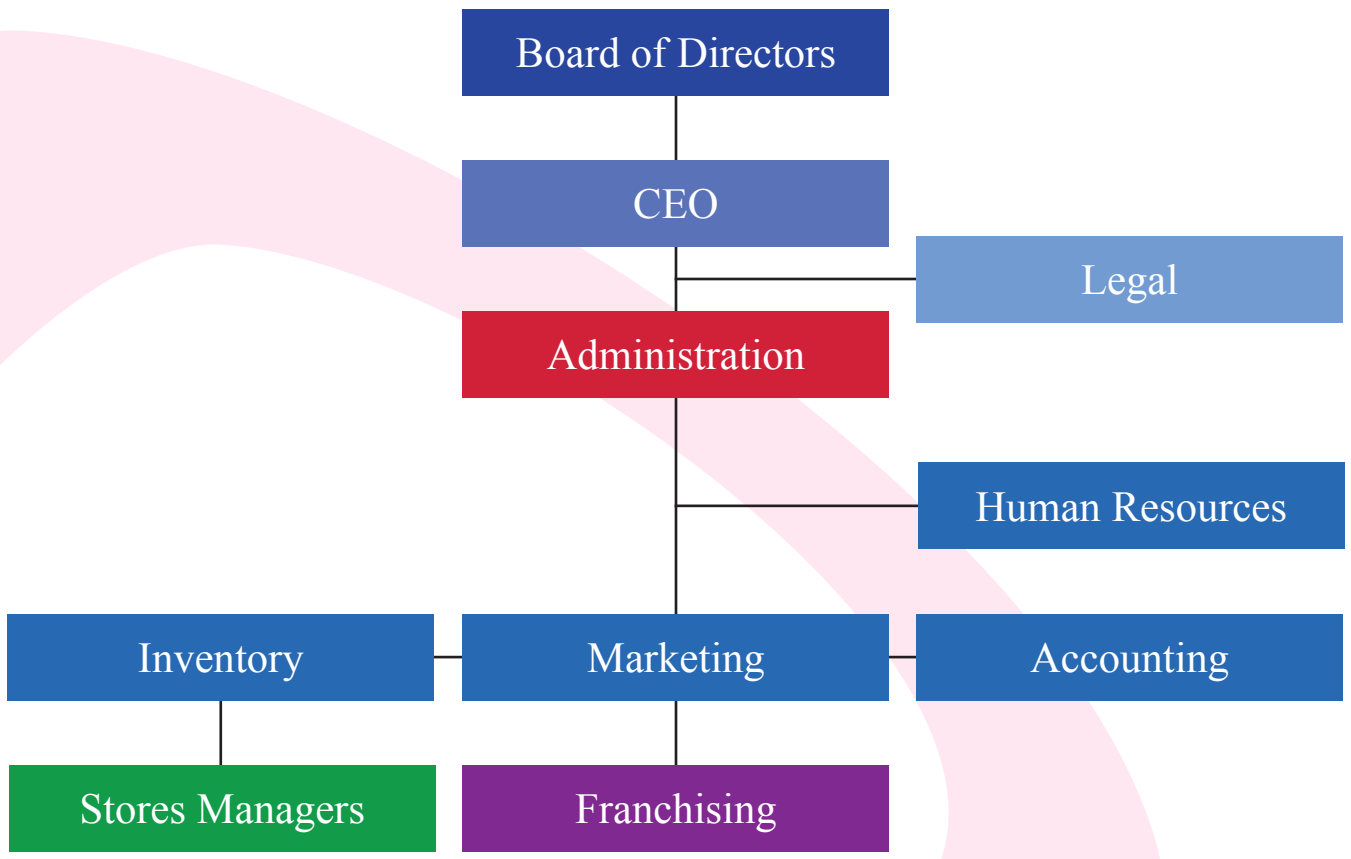 Board of Directors
CEO
Legal
Administration
Human Resources
Inventory
Marketing
Accounting
Stores Managers
Franchising